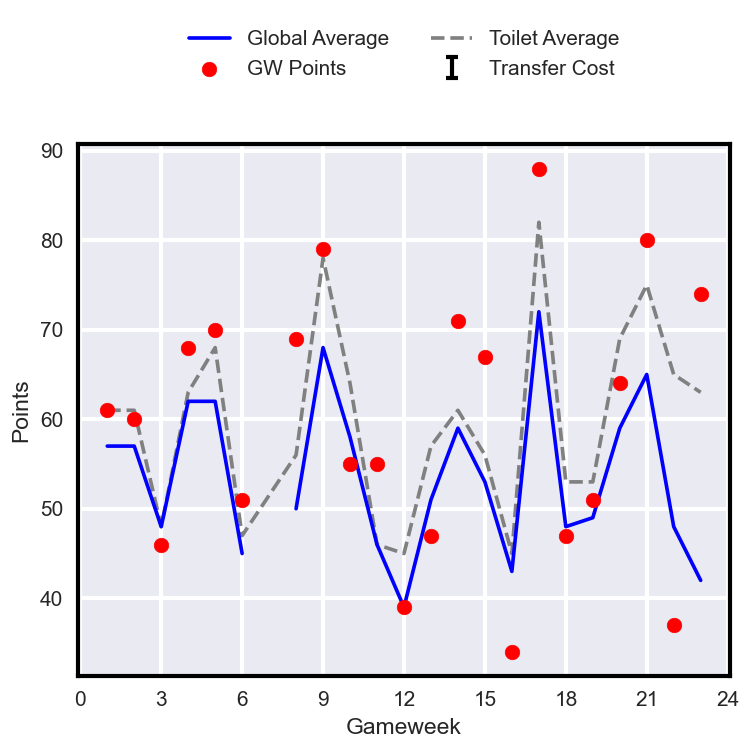 Global Average
Toilet Average
GW Points
Transfer Cost
90
80
70
60
50
40
Points
0 3 6 9 12 15 18 21 24
Gameweek